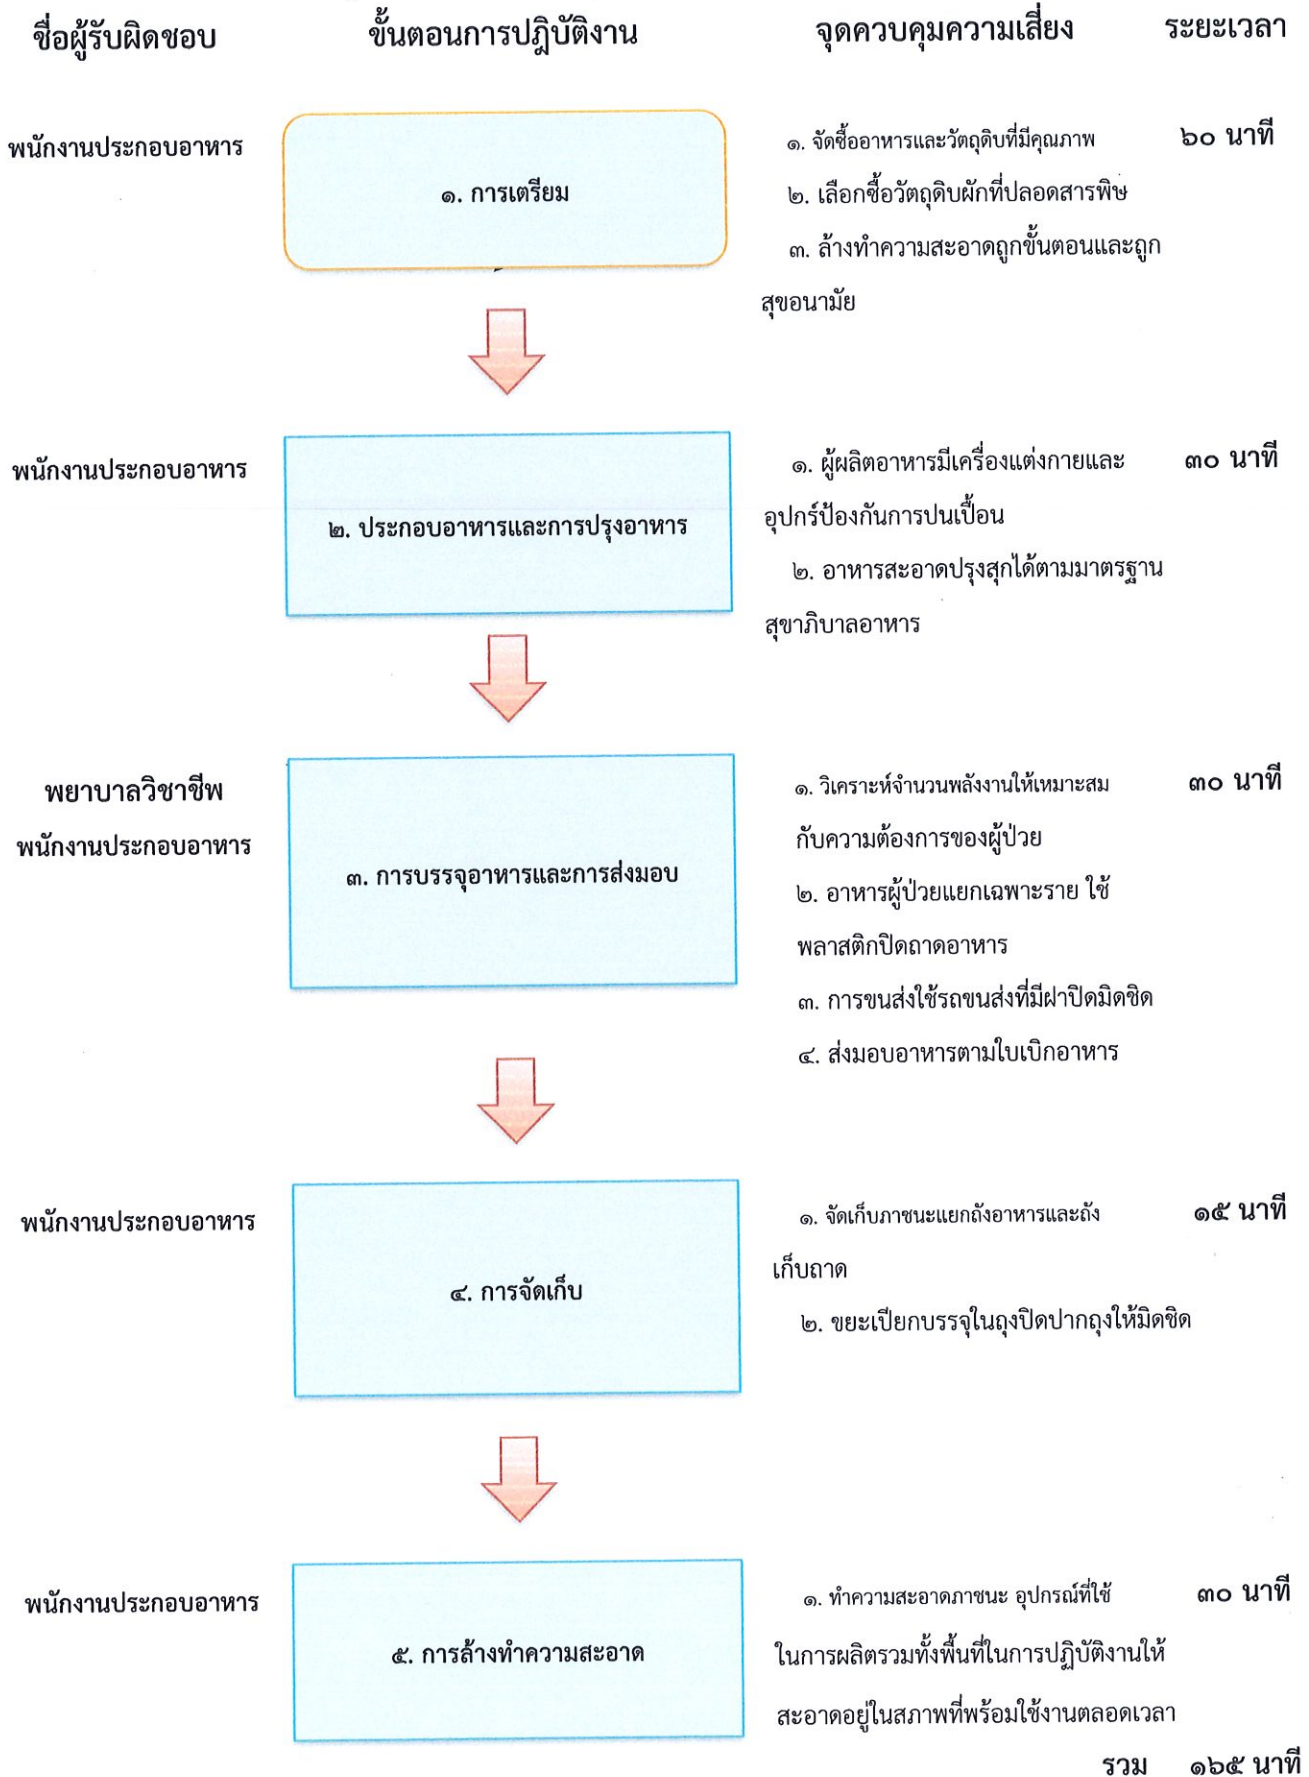 ชื่อผู้รับผิดชอบ ขั้นตอนการปฎิบัติงาน จุดควบคุมความเสี่ยง ระยะเวลา
พนักงานประกอบอาหาร
๑. การเตรียม
๑. จัดซื้ออาหารและวัตถุดิบที่มีคุณภาพ ๖๐ นาที
๒. เลือกซื้อวัตถุดิบผักที่ปลอดสารพิษ
๓. ล้างทำความสะอาดถูกขั้นตอนและถูก
สุขอนามัย
พนักงานประกอบอาหาร
๒. ประกอบอาหารและการปรุงอาหาร
๑. ผู้ผลิตอาหารมีเครื่องแต่งกายและ ๓๐ นาที
อุปกร์ป้องกันการปนเปื้อน
๒. อาหารสะอาดปรุงสุกได้ตามมาตรฐาน
สุขาภิบาลอาหาร
พยาบาลวิชาชีพ
พนักงานประกอบอาหาร
๓. การบรรจุอาหารและการส่งมอบ
๑. วิเคราะห์จำนวนพลังงานให้เหมาะสม ๓๐ นาที
กับความต้องการของผู้ป่วย
๒. อาหารผู้ป่วยแยกเฉพาะราย ใช้
พลาสติกปิดถาดอาหาร
๓. การขนส่งใช้รถขนส่งที่มีฝาปิดมิดชิด
๔. ส่งมอบอาหารตามใบเบิกอาหาร
พนักงานประกอบอาหาร
๔. การจัดเก็บ
๑. จัดเก็บภาชนะแยกถังอาหารและถัง ๑๕ นาที
เก็บถาด
๒. ขยะเปียกบรรจุในถุงปิดปากถุงให้มิดชิด
พนักงานประกอบอาหาร
๕. การล้างทำความสะอาด
๑. ทำความสะอาดภาชนะ อุปกรณ์ที่ใช้ ๓๐ นาที
ในการผลิตรวมทั้งพื้นที่ในการปฏิบัติงานให้
สะอาดอยู่ในสภาพที่พร้อมใช้งานตลอดเวลา
รวม ๑๖๕ นาที